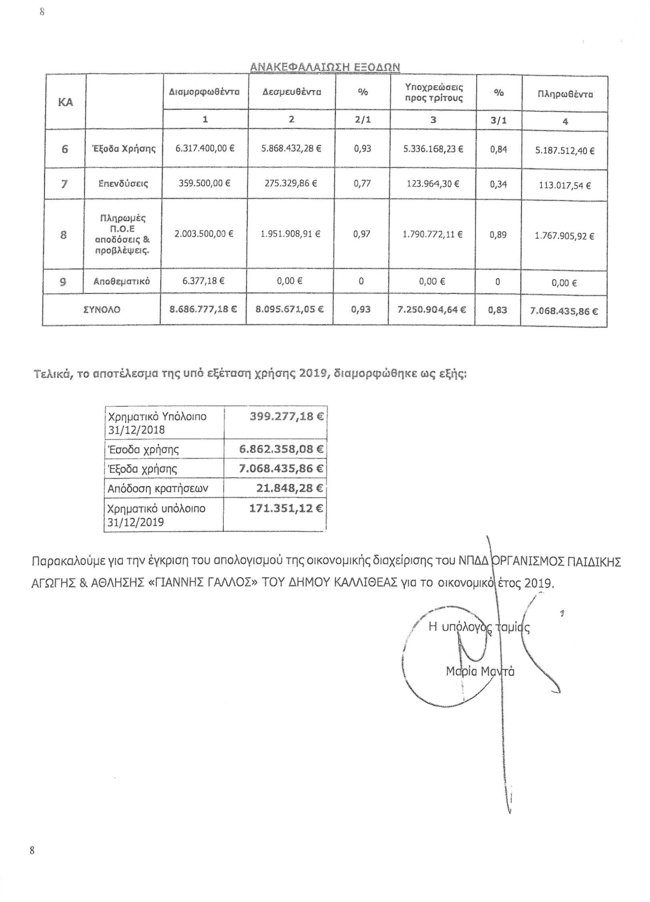 8
ΑΝΑΚΕΦΑΛΑΙΩΣΗ ΕΞΟΔΩΝ
ΚΑ Διαμορφωθέντα Δεσμευθέντα % Υποχρεώσεις προς τρίτους % Πληρωθέντα
1 2 2/1 3 3/1 4
6 Έξοδα Χρήσης 6.317.400,00 € 5.868.432,28 € 0,93 5.336.168,23 € 0,84 5.187.512,40 €
7 Επενδύσεις 359.500,00 € 275.329,86 € 0,77 123.964,30 € 0,34 113.017,54 €
8 Πληρωμές Π.Ο.Ε αποδόσεις & προβλέψεις. 2.003.500,00 € 1.951.908,91 € 0,97 1.790.772,11 € 0,89 1.767.905,92 €
9 Αποθεματικό 6.377,18 € 0,00 € 0 0,00 € 0 0,00 €
ΣΥΝΟΛΟ 8.686.777,18 € 8.095.671,05 € 0,93 7.250.904,64 € 0,83 7.068.435,86 €
Τελικά, το αποτέλεσμα της υπό εξέταση χρήσης 2019, διαμορφώθηκε ως εξής:
Χρηματικό Υπόλοιπο 31/12/2018 399.277,18 €
Έσοδα χρήσης 6.862.358,08 €
Έξοδα χρήσης 7.068.435,86 €
Απόδοση κρατήσεων 21.848,28 €
Χρηματικό υπόλοιπο 31/12/2019 171.351,12 €
Παρακαλούμε για την έγκριση του απολογισμού της οικονομικής διαχείρισης του ΝΠΔΔ ΟΡΓΑΝΙΣΜΟΣ ΠΑΙΔΙΚΗΣ
ΑΓΩΓΗΣ & ΑΘΛΗΣΗΣ «ΓΙΑΝΝΗΣ ΓΑΛΛΟΣ» ΤΟΥ ΔΗΜΟΥ ΚΑΛΛΙΘΕΑΣ για το οικονομικό έτος 2019.
Η υπόλογος ταμίας
Μαρία Μαντά
8